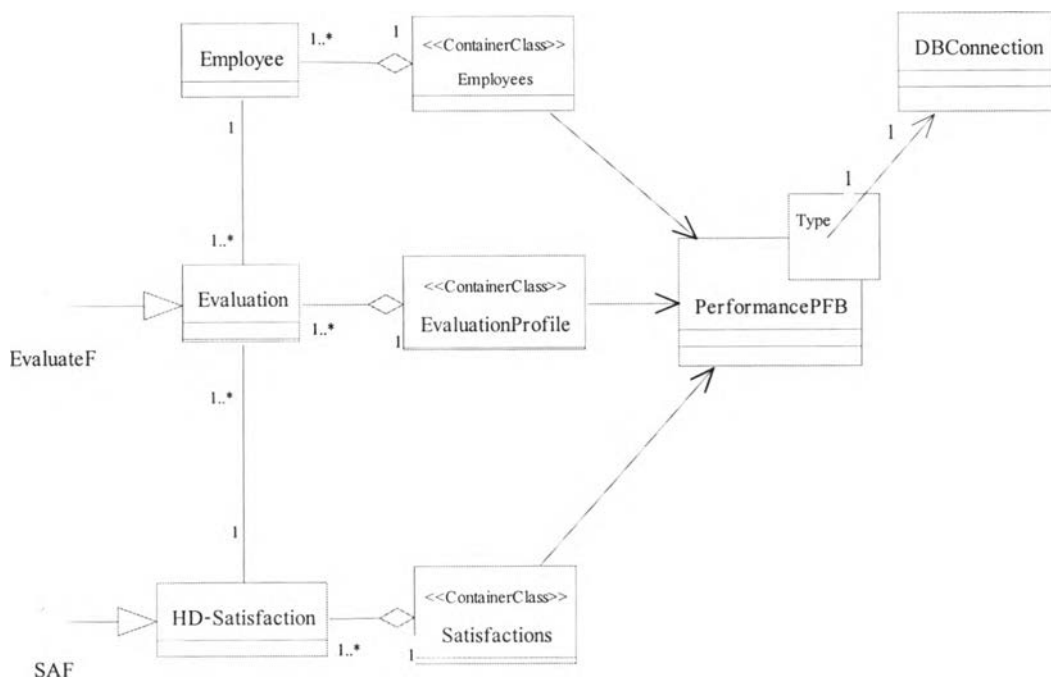 Employee
1..*
1
<<ContainerClass>>
Employees
DBConnection
1
1
1
Type
1..*
Evaluation
1..*
<<ContainerClass>>
EvaluationProfile
1
PerformancePFB
EvaluateF
1..*
1
HD-Satisfaction
1..*
<<ContainerClass>>
Satisfactions
1
SAF